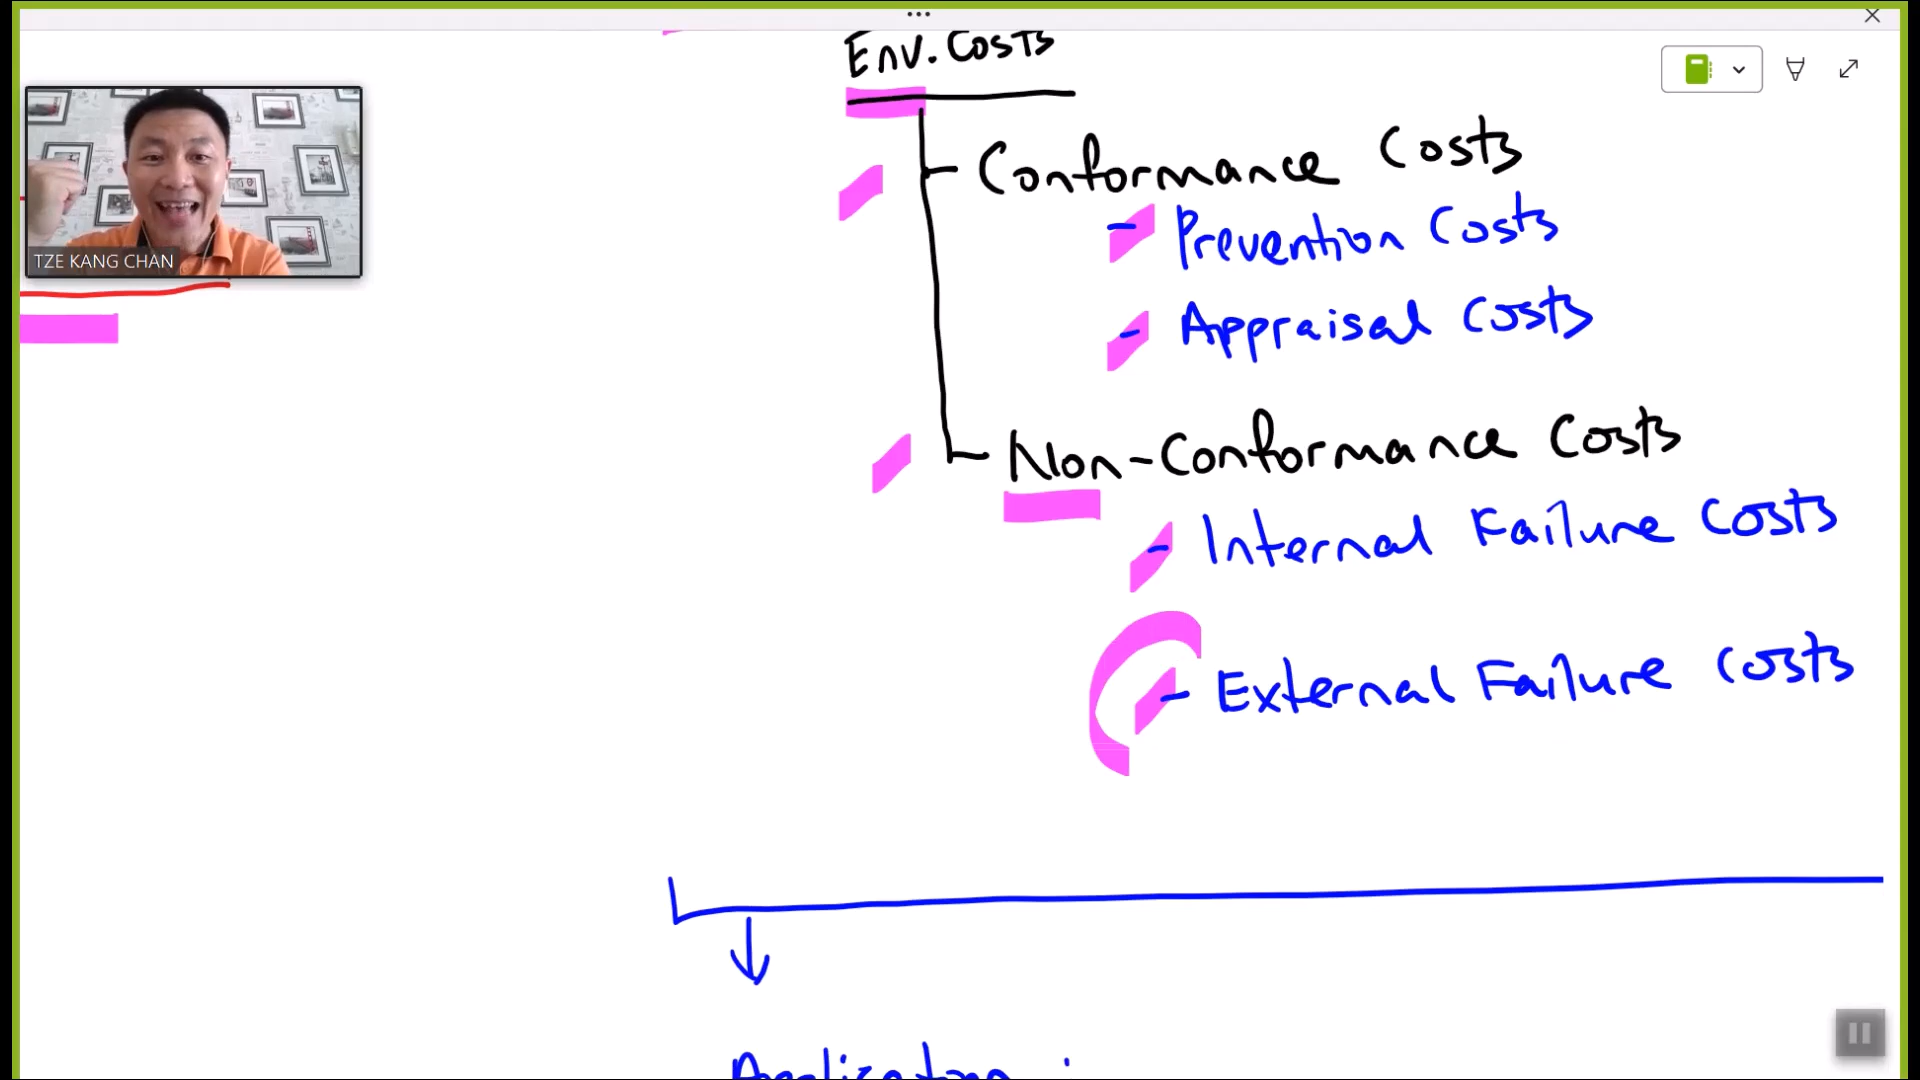 Env. Costs
TZE KANG CHAN
Conformance Costs
- Prevention Costs
- Appraisal Costs
Non-Conformance Costs
- Internal Failure Costs
- External Failure Costs
Application :